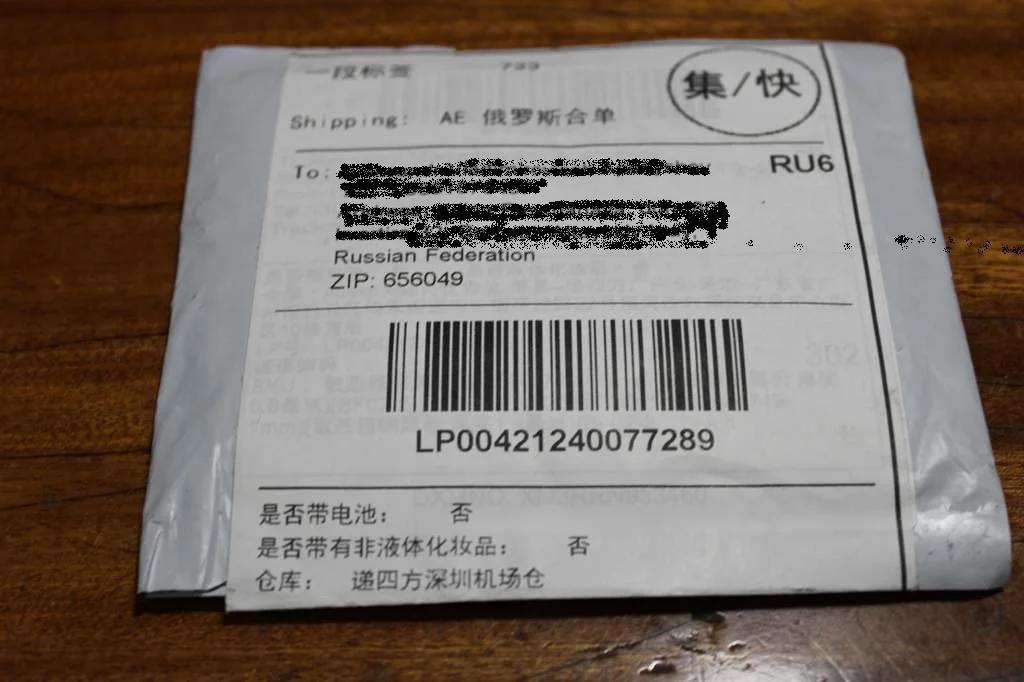 一段标签 733
集/快
Shipping: AE 俄罗斯合单
To: RU6
Russian Federation
ZIP: 656049
LP00421240077289
是否带电池： 否
是否带有非液体化妆品： 否
仓库： 递四方深圳机场仓